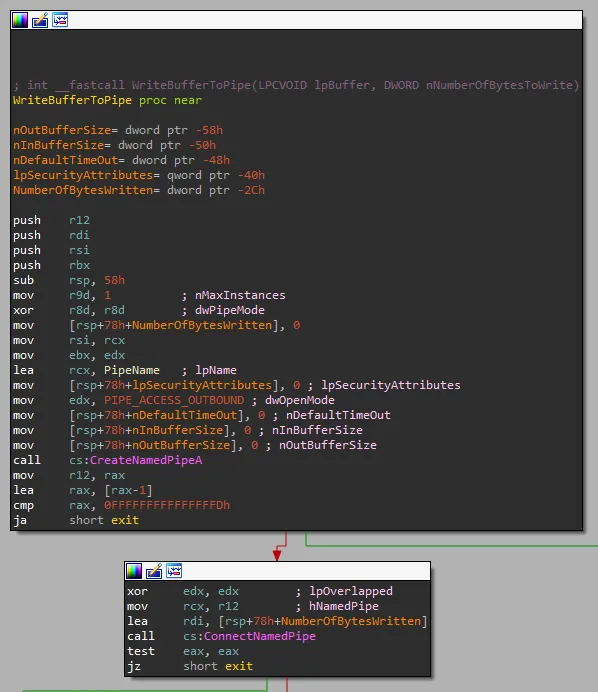 ; int __fastcall WriteBufferToPipe(LPCVOID lpBuffer, DWORD nNumberOfBytesToWrite)
WriteBufferToPipe proc near
nOutBufferSize= dword ptr -58h
nInBufferSize= dword ptr -50h
nDefaultTimeOut= dword ptr -48h
lpSecurityAttributes= qword ptr -40h
NumberOfBytesWritten= dword ptr -2Ch
push r12
push rdi
push rsi
push rbx
sub rsp, 58h
mov r9d, 1 ; nMaxInstances
xor r8d, r8d ; dwPipeMode
mov [rsp+78h+NumberOfBytesWritten], 0
mov rsi, rcx
mov ebx, edx
lea rcx, PipeName ; lpName
mov [rsp+78h+lpSecurityAttributes], 0 ; lpSecurityAttributes
mov edx, PIPE_ACCESS_OUTBOUND ; dwOpenMode
mov [rsp+78h+nDefaultTimeOut], 0 ; nDefaultTimeOut
mov [rsp+78h+nInBufferSize], 0 ; nInBufferSize
mov [rsp+78h+nOutBufferSize], 0 ; nOutBufferSize
call cs:CreateNamedPipeA
mov r12, rax
lea rax, [rax-1]
cmp rax, 0FFFFFFFFFFFFFFFDh
ja short exit
xor edx, edx ; lpOverlapped
mov rcx, r12 ; hNamedPipe
lea rdi, [rsp+78h+NumberOfBytesWritten]
call cs:ConnectNamedPipe
test eax, eax
jz short exit